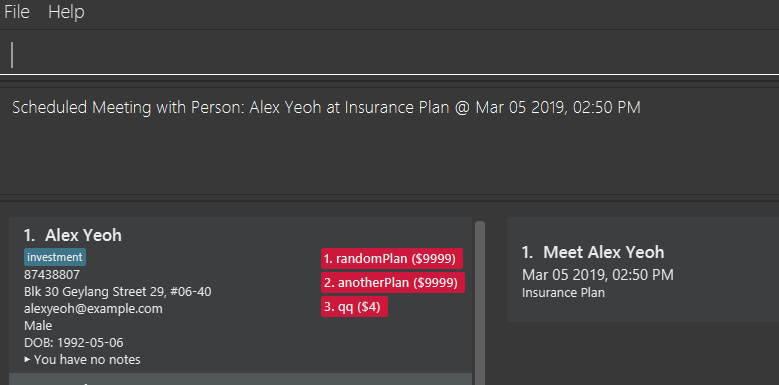 File Help
Scheduled Meeting with Person: Alex Yeoh at Insurance Plan @ Mar 05 2019, 02:50 PM
1. Alex Yeoh
investment
87438807
Blk 30 Geylang Street 29, #06-40
alexyeoh@example.com
Male
DOB: 1992-05-06
You have no notes
1. randomPlan ($9999)
2. anotherPlan ($9999)
3. qq ($4)
1. Meet Alex Yeoh
Mar 05 2019, 02:50 PM
Insurance Plan